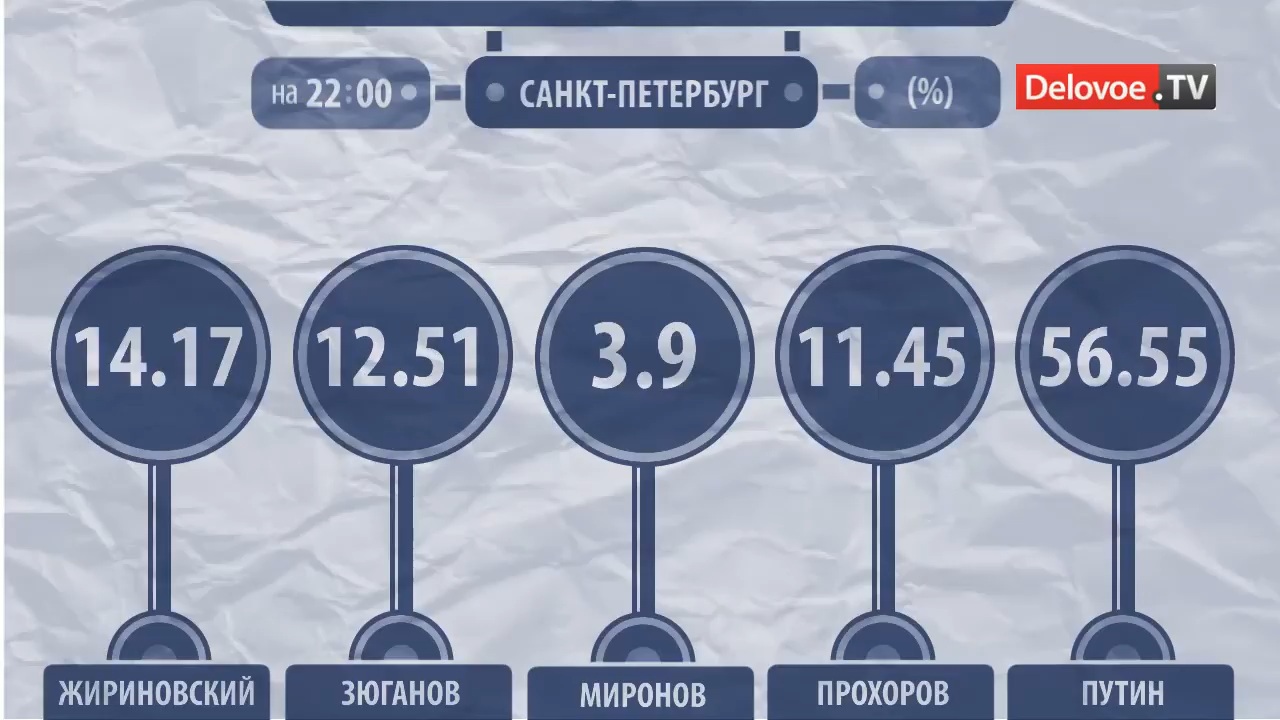 на 22:00
САНКТ-ПЕТЕРБУРГ
(%)
Delovoe.TV
14.17
12.51
3.9
11.45
56.55
ЖИРИНОВСКИЙ
ЗЮГАНОВ
МИРОНОВ
ПРОХОРОВ
ПУТИН